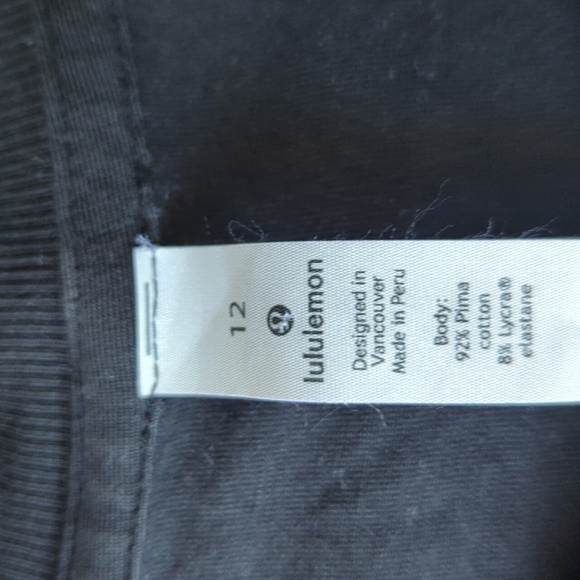 12
lululemon
Designed in
Vancouver
Made in Peru
Body:
92% Pima
cotton
8% Lycra®
elastane